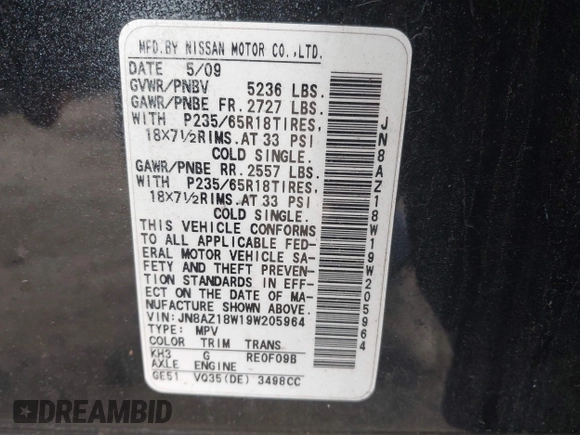 MFD.BY NISSAN MOTOR CO.,LTD.
DATE 5/09
GVWR/PNBV 5236 LBS.
GAWR/PNBE FR. 2727 LBS.
WITH P235/65R18TIRES,
18X7½RIMS.AT 33 PSI
COLD SINGLE.
GAWR/PNBE RR. 2557 LBS.
WITH P235/65R18TIRES,
18X7½RIMS.AT 33 PSI
COLD SINGLE.
THIS VEHICLE CONFORMS
TO ALL APPLICABLE FED-
ERAL MOTOR VEHICLE SA-
FETY AND THEFT PREVEN-
TION STANDARDS IN EFF-
ECT ON THE DATE OF MA-
NUFACTURE SHOWN ABOVE.
VIN:JN8AZ18W19W205964
TYPE: MPV
COLOR TRIM TRANS
KH3 G RE0F09B
AXLE ENGINE
GE51 VQ35(DE) 3498CC
JN8AZ18W19W205964
DREAMBID